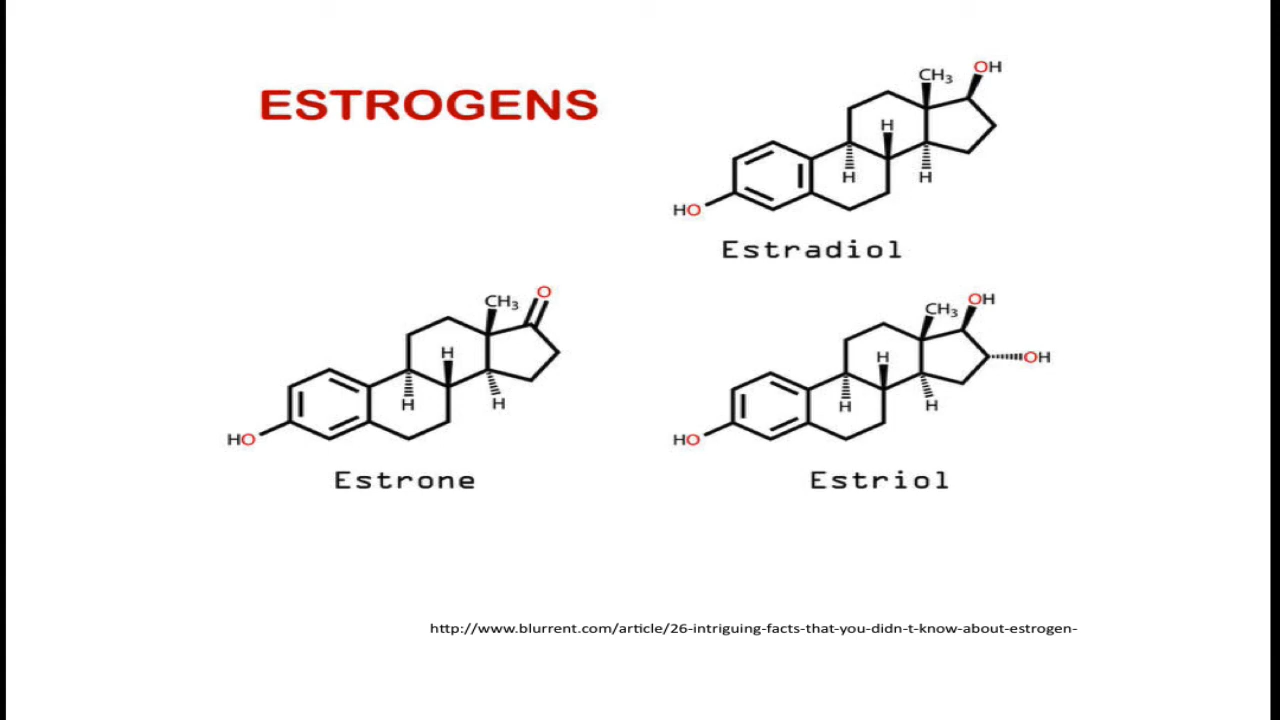 ESTROGENS
CH3
OH
H
H
H
HO
Estradiol
CH3
O
H
H
H
HO
Estrone
CH3
OH
OH
H
H
H
HO
Estriol
http://www.blurrent.com/article/26-intriguing-facts-that-you-didn-t-know-about-estrogen-